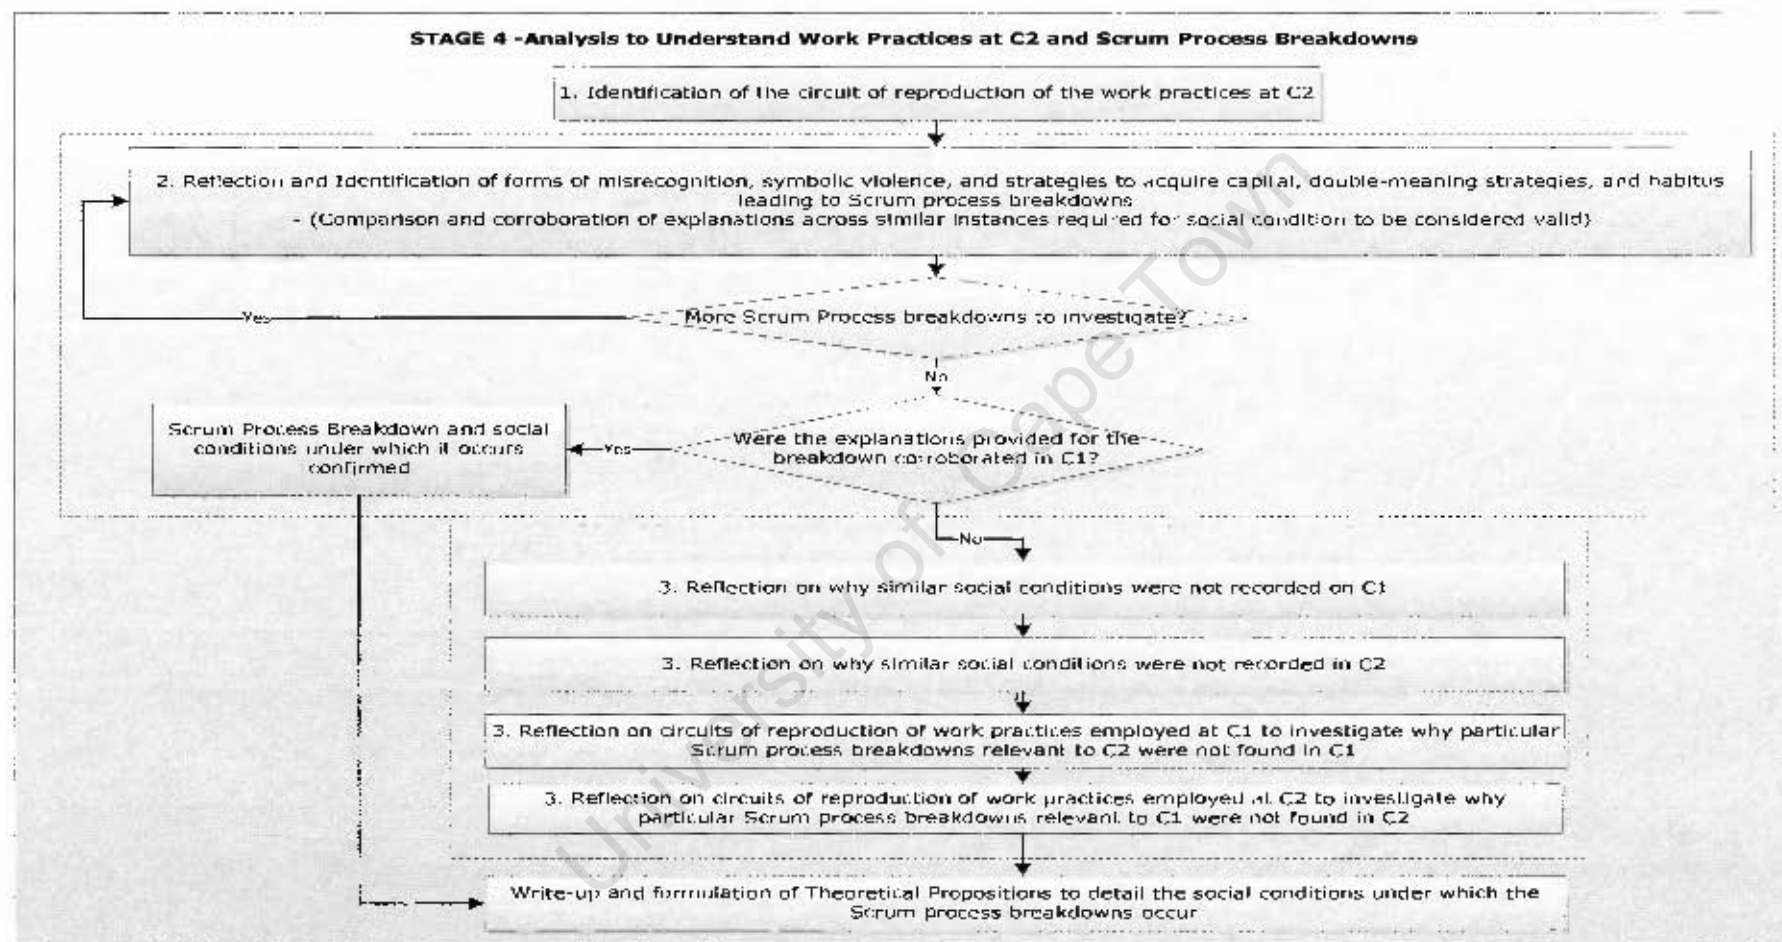 STAGE 4 -Analysis to Understand Work Practices at C2 and Scrum Process Breakdowns
1. Identification of the circuit of reproduction of the work practices at C2
2. Reflection and Identification of forms of misrecognition, symbolic violence, and strategies to acquire capital, double-meaning strategies, and habitus
leading to Scrum process breakdowns
- (Comparison and corroboration of explanations across similar instances required for social condition to be considered valid)
More Scrum Process breakdowns to investigate?
Yes
No
Were the explanations provided for the
breakdown corroborated in C1?
Yes
Scrum Process Breakdown and social
conditions under which it occurs
confirmed
No
3. Reflection on why similar social conditions were not recorded on C1
3. Reflection on why similar social conditions were not recorded in C2
3. Reflection on circuits of reproduction of work practices employed at C1 to investigate why particular
Scrum process breakdowns relevant to C2 were not found in C1
3. Reflection on circuits of reproduction of work practices employed at C2 to investigate why
particular Scrum process breakdowns relevant to C1 were not found in C2
Write-up and formmulation of Theoretical Propositions to detail the social conditions under which the
Scrum process breakdowns occur
University of Cape Town